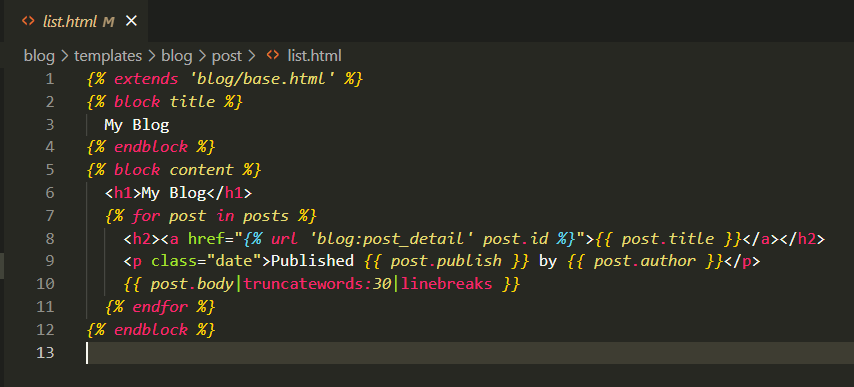 list.html M
blog > templates > blog > post > list.html
1 {% extends 'blog/base.html' %}
2 {% block title %}
3   My Blog
4 {% endblock %}
5 {% block content %}
6   <h1>My Blog</h1>
7   {% for post in posts %}
8     <h2><a href="{% url 'blog:post_detail' post.id %}">{{ post.title }}</a></h2>
9     <p class="date">Published {{ post.publish }} by {{ post.author }}</p>
10     {{ post.body|truncatewords:30|linebreaks }}
11   {% endfor %}
12 {% endblock %}
13